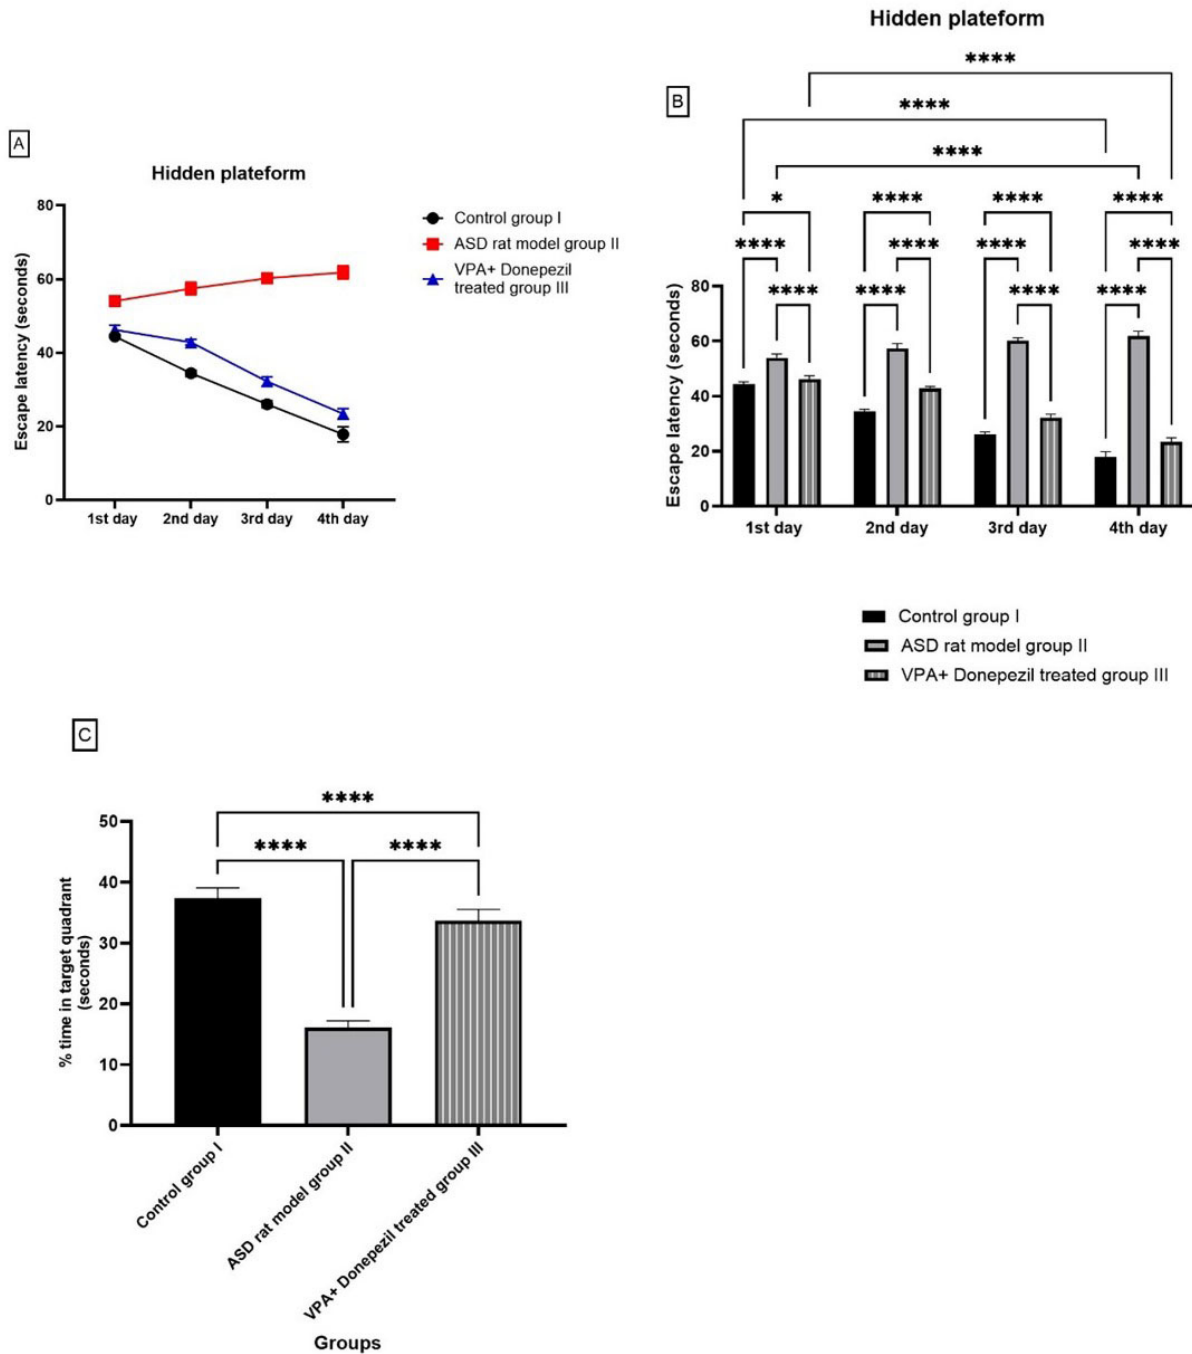 A
Hidden plateform
Escape latency (seconds)
80
60
40
20
0
1st day 2nd day 3rd day 4th day
Control group I
ASD rat model group II
VPA+ Donepezil
treated group III
Hidden plateform
B
****
****
****
* **** **** ****
**** **** **** ****
**** **** **** ****
Escape latency (seconds)
80
60
40
20
0
1st day 2nd day 3rd day 4th day
Control group I
ASD rat model group II
VPA+ Donepezil treated group III
C
****
**** ****
% time in target quadrant
(seconds)
50
40
30
20
10
0
Control group I
ASD rat model group II
VPA+ Donepezil treated group III
Groups